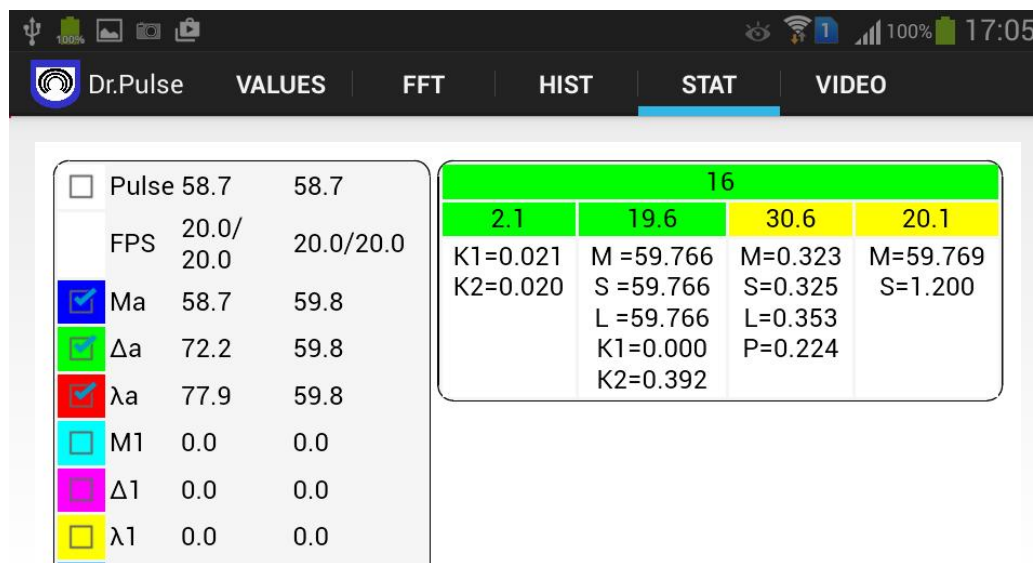 100% 1 100% 17:05
Dr.Pulse VALUES FFT HIST STAT VIDEO
Pulse 58.7 58.7
FPS 20.0/ 20.0/20.0
20.0
Ma 58.7 59.8
Δa 72.2 59.8
λa 77.9 59.8
M1 0.0 0.0
Δ1 0.0 0.0
λ1 0.0 0.0
16
2.1 19.6 30.6 20.1
K1=0.021 M =59.766 M=0.323 M=59.769
K2=0.020 S =59.766 S=0.325 S=1.200
L =59.766 L=0.353
K1=0.000 P=0.224
K2=0.392